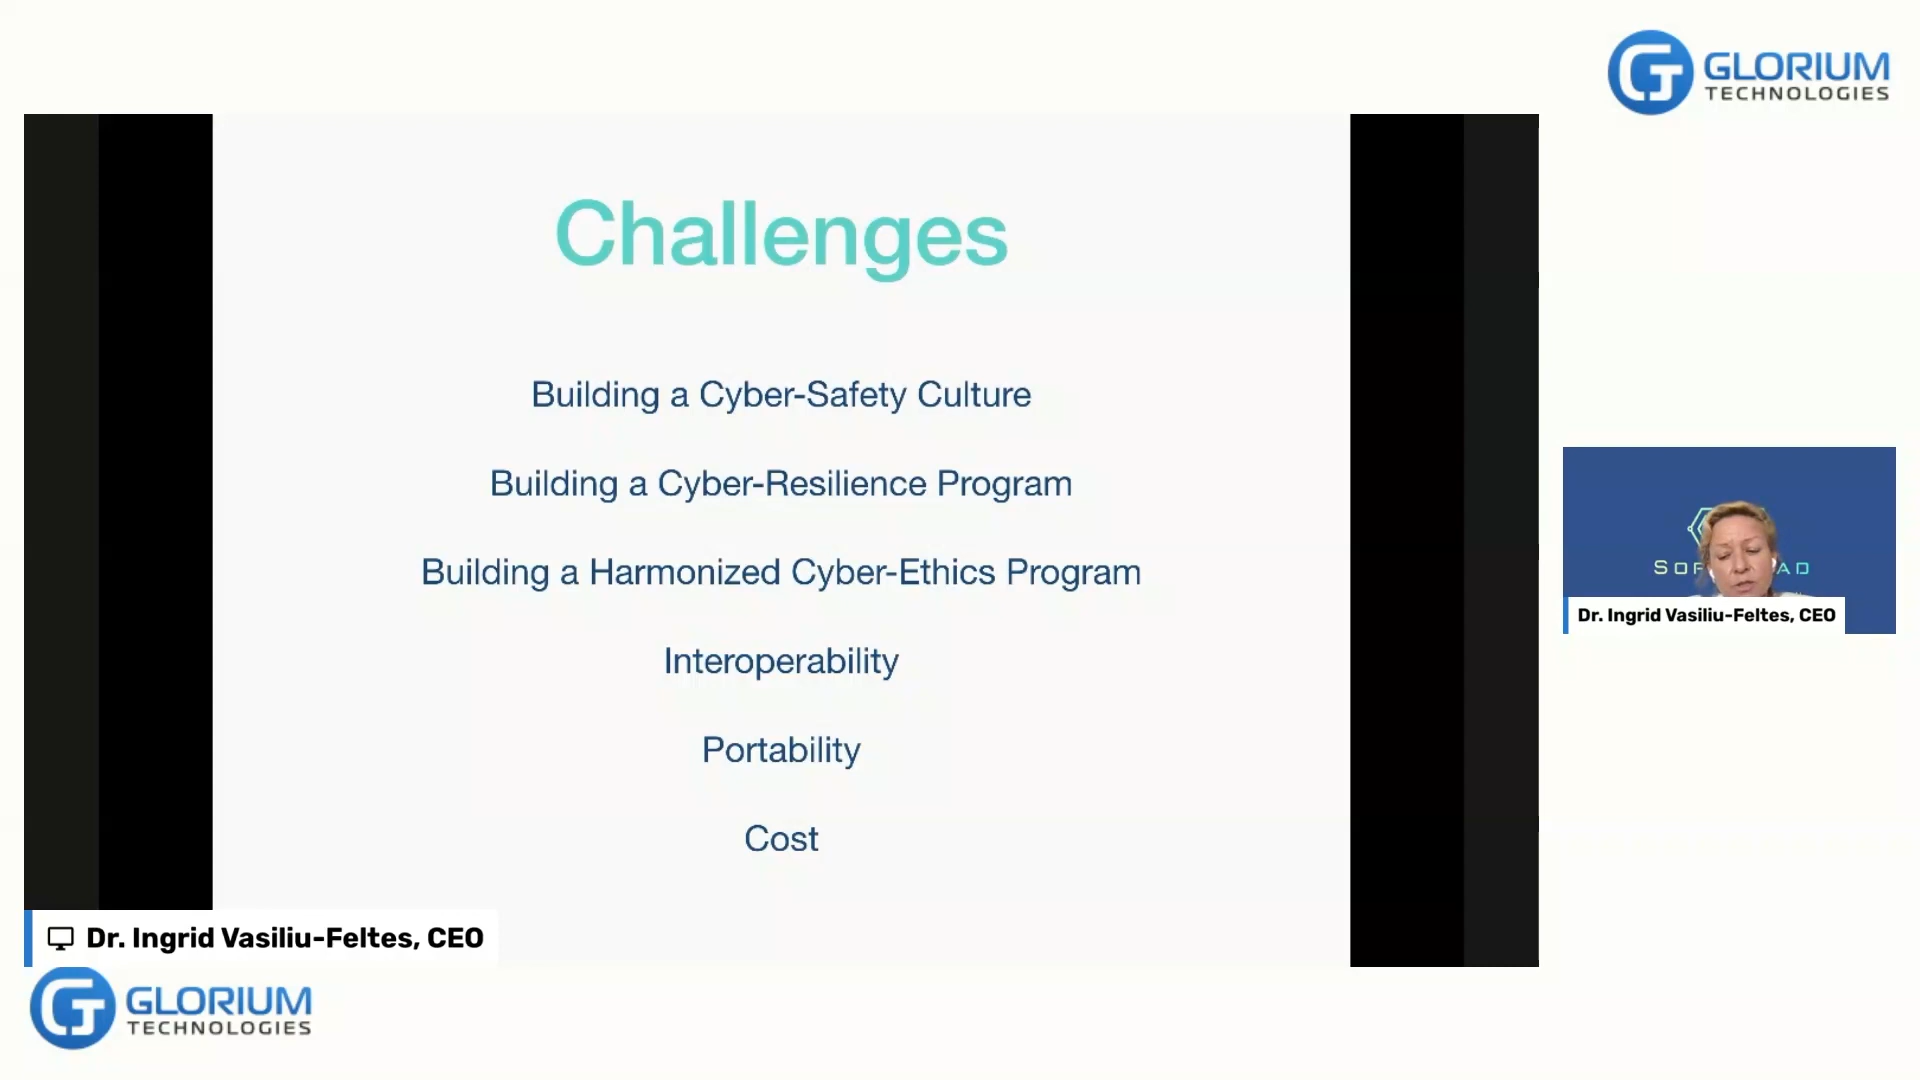 GLORIUM
TECHNOLOGIES
Challenges
Building a Cyber-Safety Culture
Building a Cyber-Resilience Program
Building a Harmonized Cyber-Ethics Program
Interoperability
Portability
Cost
Dr. Ingrid Vasiliu-Feltes, CEO
Dr. Ingrid Vasiliu-Feltes, CEO
GLORIUM
TECHNOLOGIES